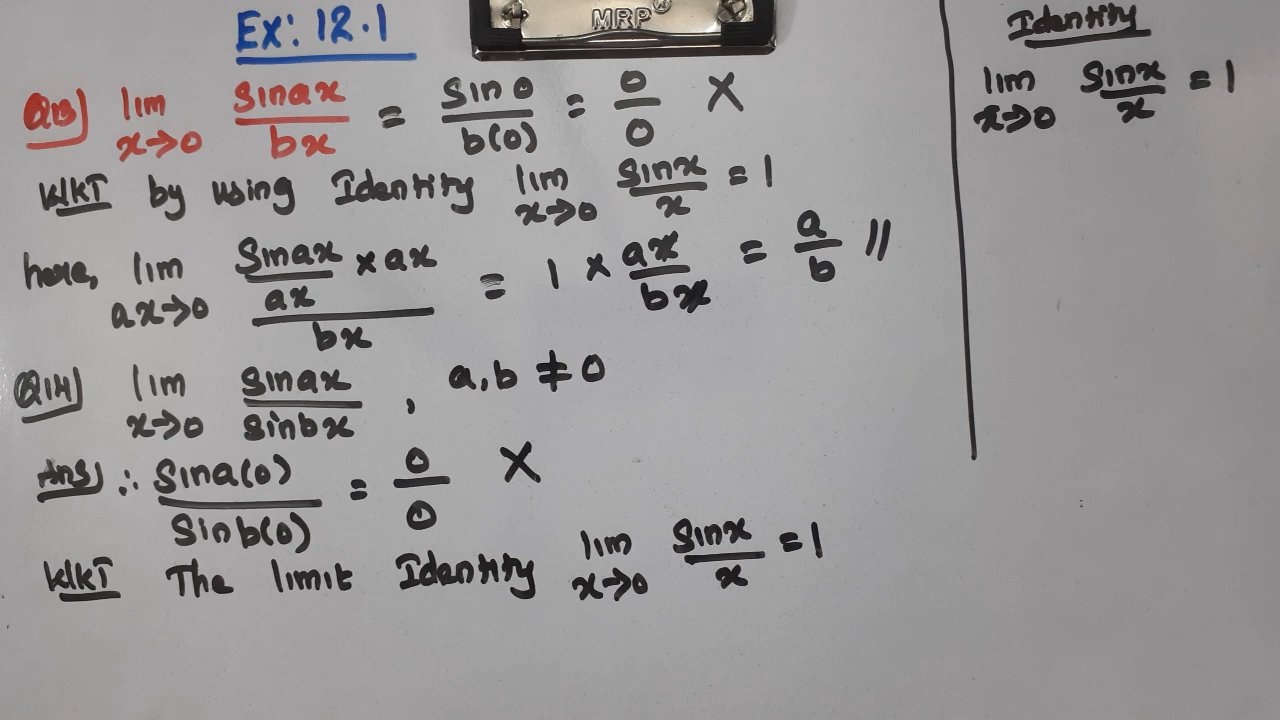 Ex: 12.1
MRP
Q13) lim x→0 sinax/bx = sin0/b(0) = 0/0 ×
WKT by using Identity lim x→0 sinx/x = 1
here, lim ax→0 (sinax/ax × ax)/bx = 1 × ax/bx = a/b //
Q14) lim x→0 sinax/sinbx , a,b ≠ 0
Ans) ∴ sina(0)/sinb(0) = 0/0 ×
WKT The limit Identity lim x→0 sinx/x = 1
Identity
lim x→0 sinx/x = 1